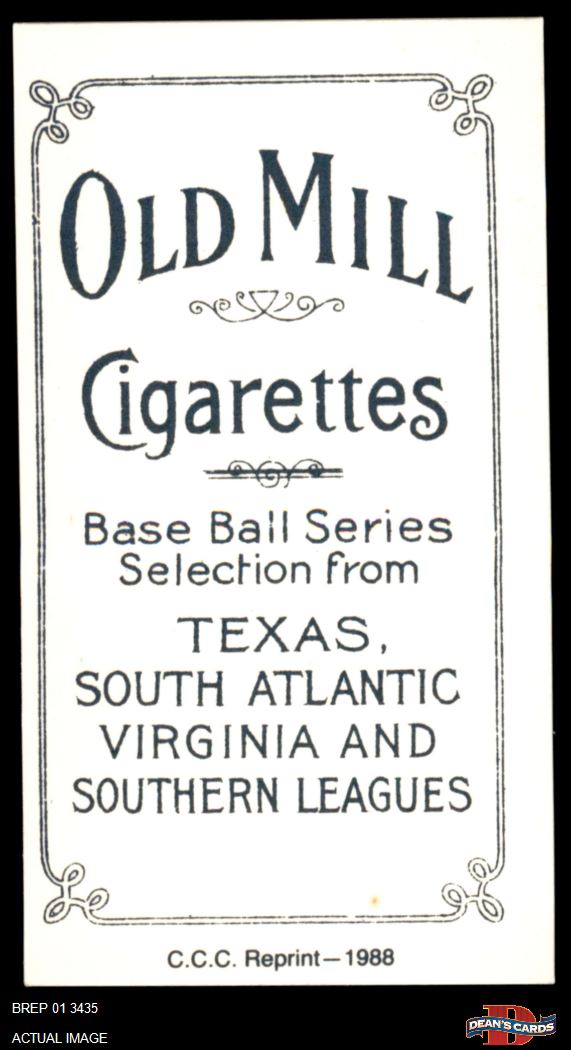 OLD MILL
Cigarettes
Base Ball Series
Selection from
TEXAS,
SOUTH ATLANTIC
VIRGINIA AND
SOUTHERN LEAGUES
C.C.C. Reprint—1988
BREP 01 3435
ACTUAL IMAGE
D
DEAN'S CARDS